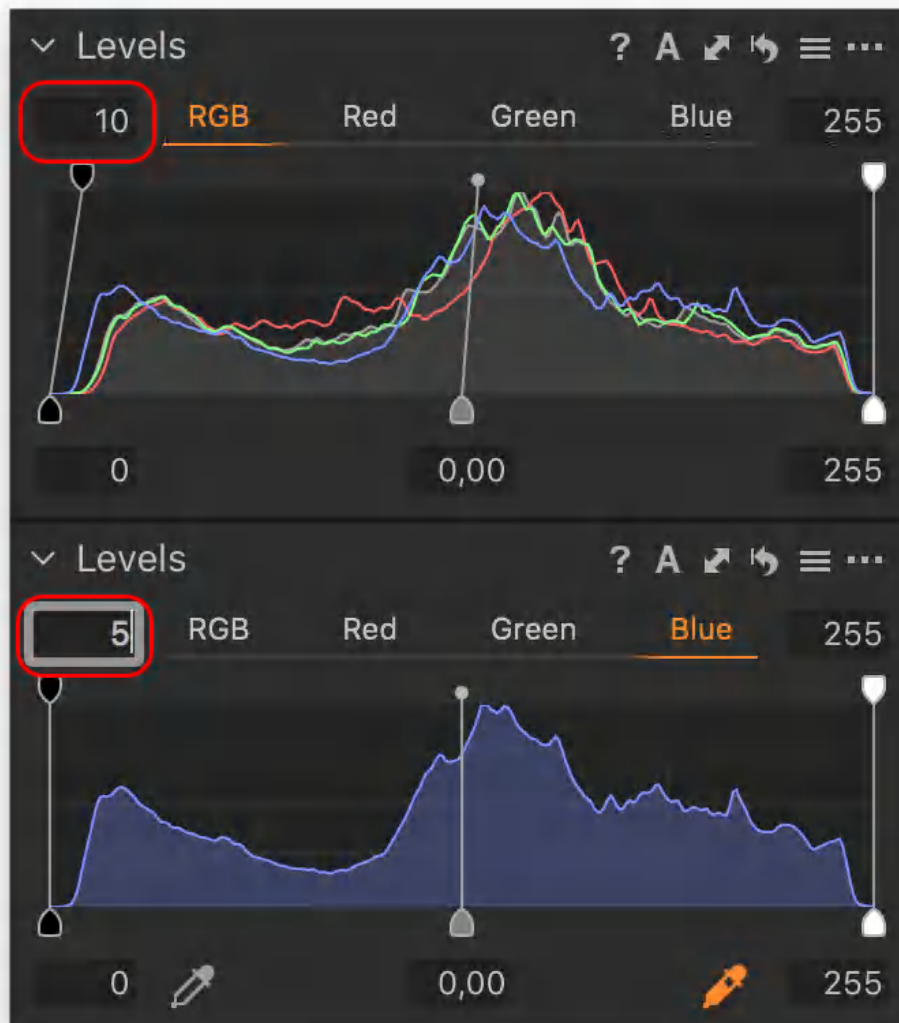 Levels ? A
10 RGB Red Green Blue 255
0 0,00 255
Levels ? A
5 RGB Red Green Blue 255
0 0,00 255